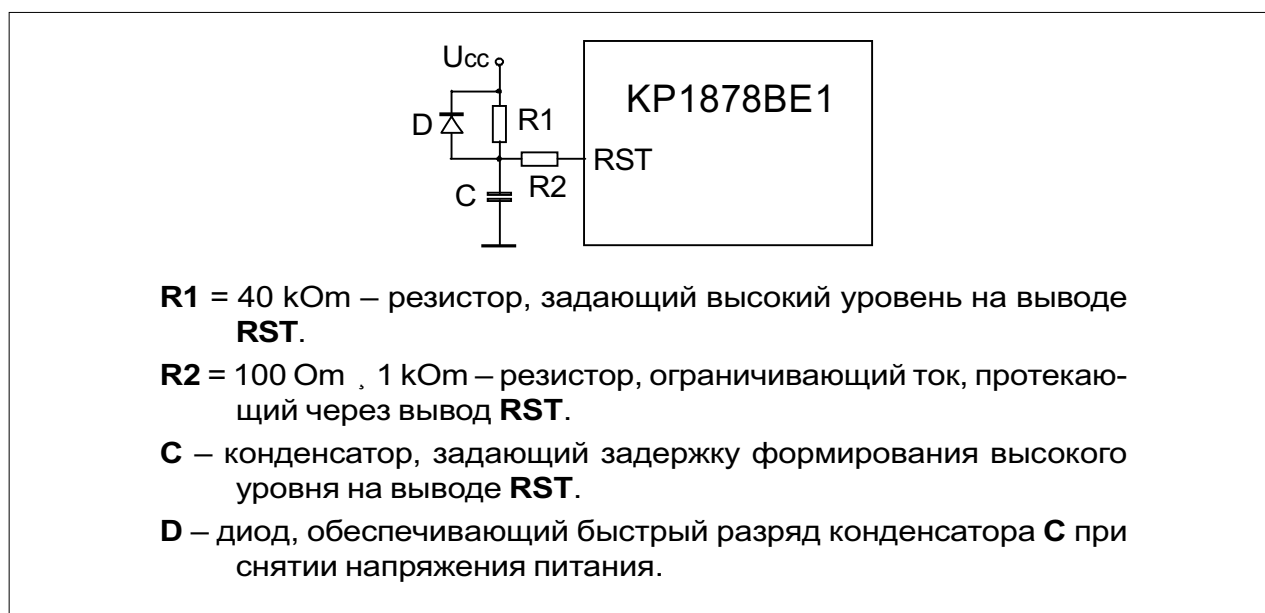 Ucc
KP1878BE1
D
R1
RST
R2
C
R1 = 40 kOm – резистор, задающий высокий уровень на выводе
RST.
R2 = 100 Om ¸ 1 kOm – резистор, ограничивающий ток, протекаю-
щий через вывод RST.
C – конденсатор, задающий задержку формирования высокого
уровня на выводе RST.
D – диод, обеспечивающий быстрый разряд конденсатора C при
снятии напряжения питания.